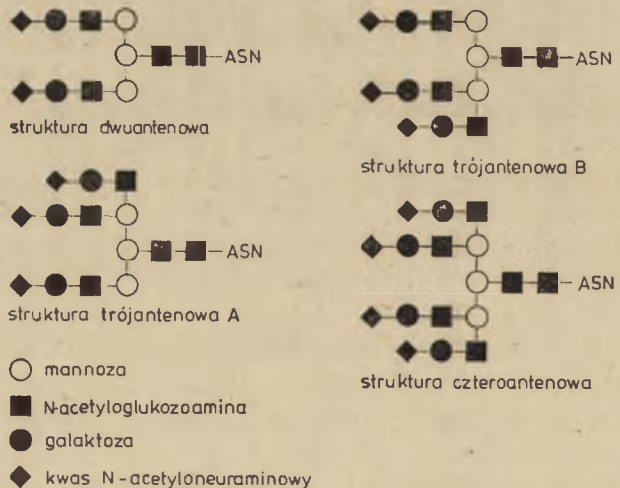 ASN
struktura dwuantenowa
ASN
struktura trójantenowa B
ASN
struktura trójantenowa A
ASN
struktura czteroantenowa
mannoza
N-acetyloglukozoamina
galaktoza
kwas N-acetyloneuraminowy